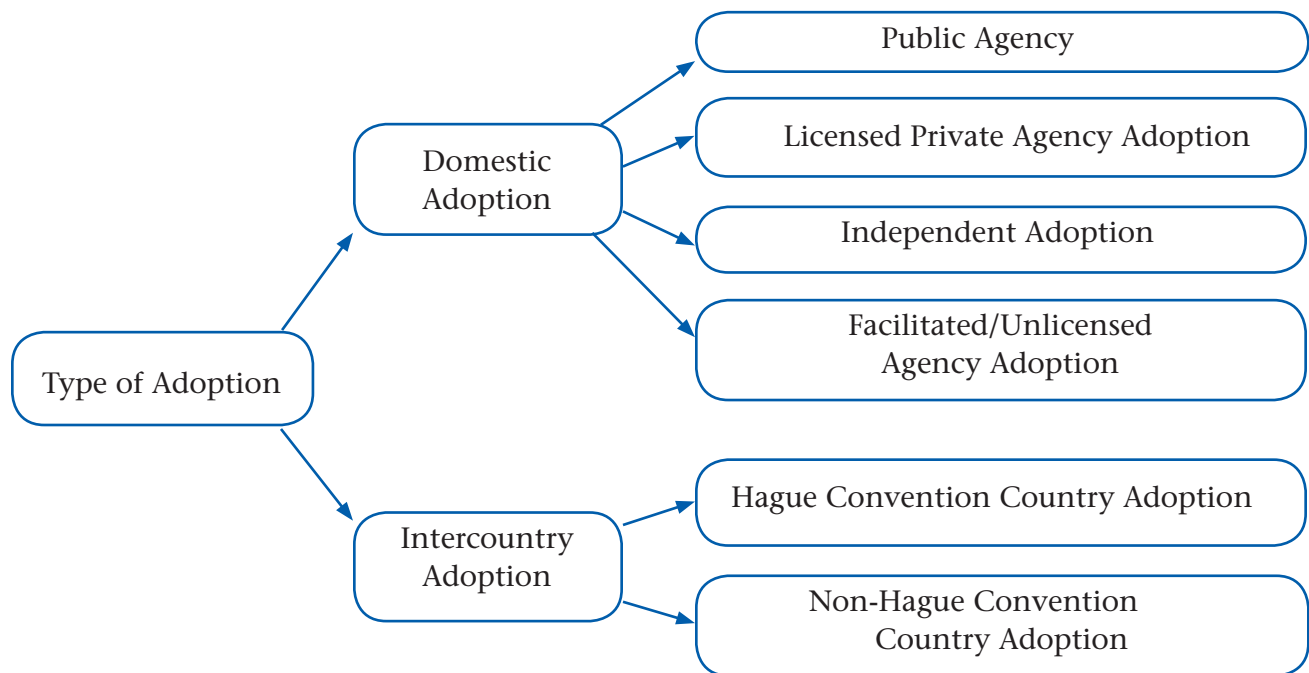 Type of Adoption
Domestic
Adoption
Public Agency
Licensed Private Agency Adoption
Independent Adoption
Facilitated/Unlicensed
Agency Adoption
Intercountry
Adoption
Hague Convention Country Adoption
Non-Hague Convention
Country Adoption